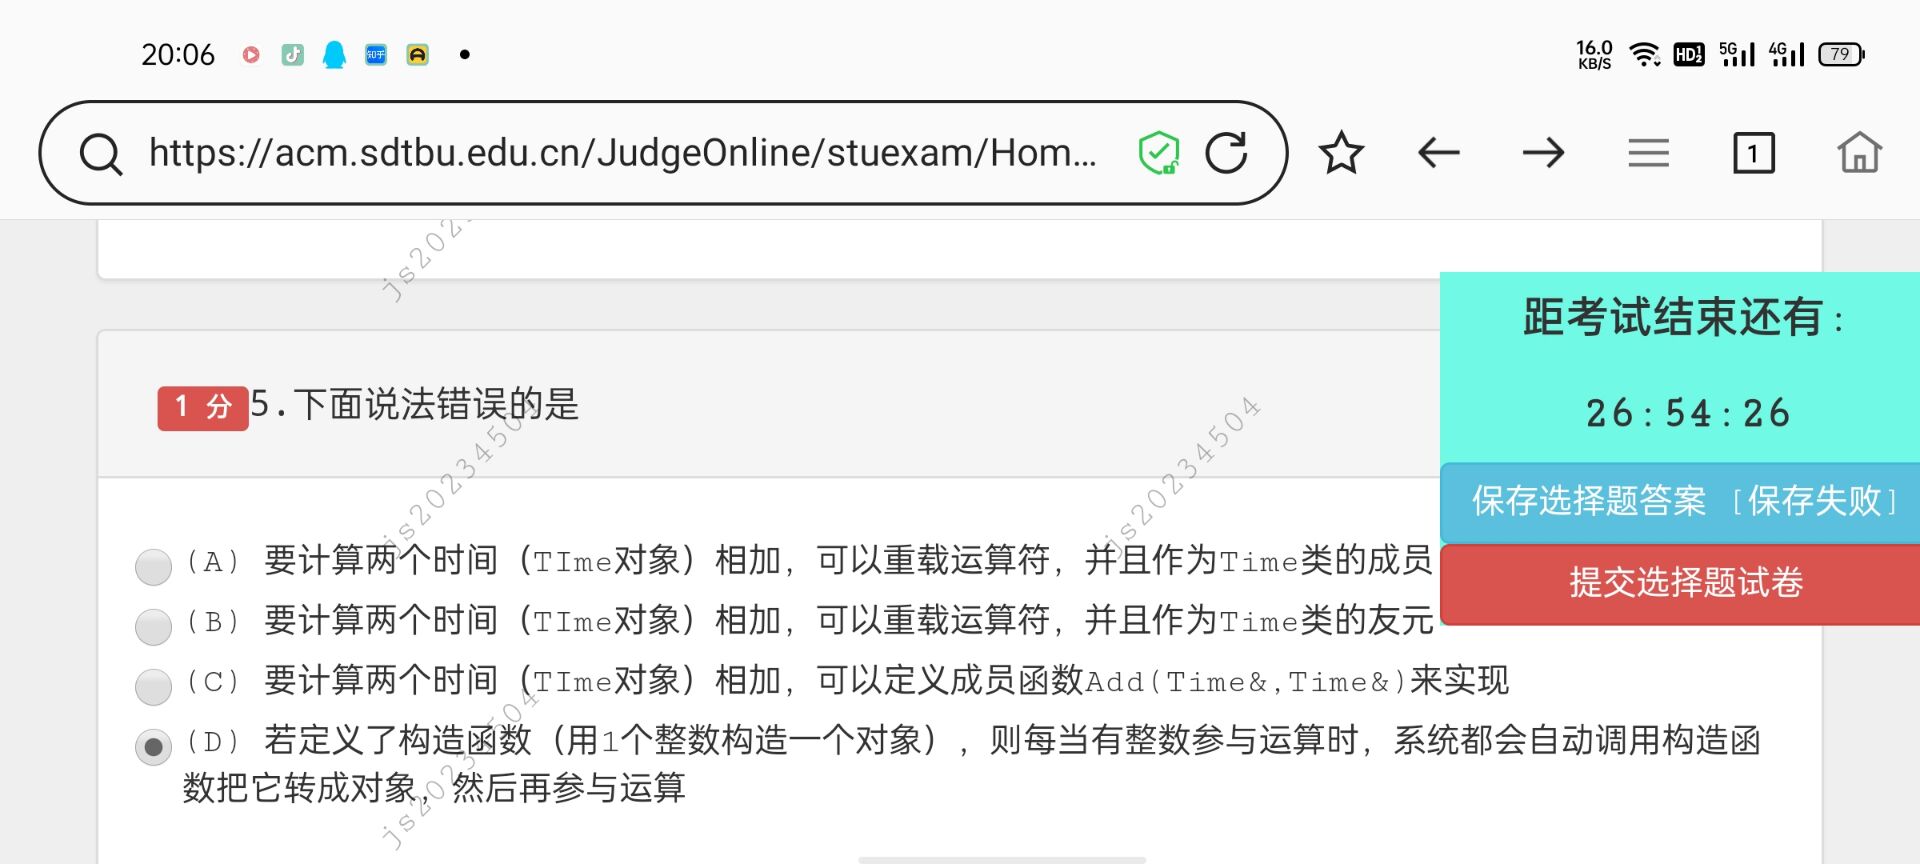 20:06
知乎
16.0
KB/S
HD 1 2
5G
4G
79
https://acm.sdtbu.edu.cn/JudgeOnline/stuexam/Hom...
1
js202
距考试结束还有:
26:54:26
保存选择题答案 [保存失败]
提交选择题试卷
1 分 5.下面说法错误的是
js20234504
js20234504
(A) 要计算两个时间（TIme对象）相加，可以重载运算符，并且作为Time类的成员
(B) 要计算两个时间（TIme对象）相加，可以重载运算符，并且作为Time类的友元
(C) 要计算两个时间（TIme对象）相加，可以定义成员函数Add(Time&,Time&)来实现
(D) 若定义了构造函数（用1个整数构造一个对象），则每当有整数参与运算时，系统都会自动调用构造函
数把它转成对象，然后再参与运算
js20234504